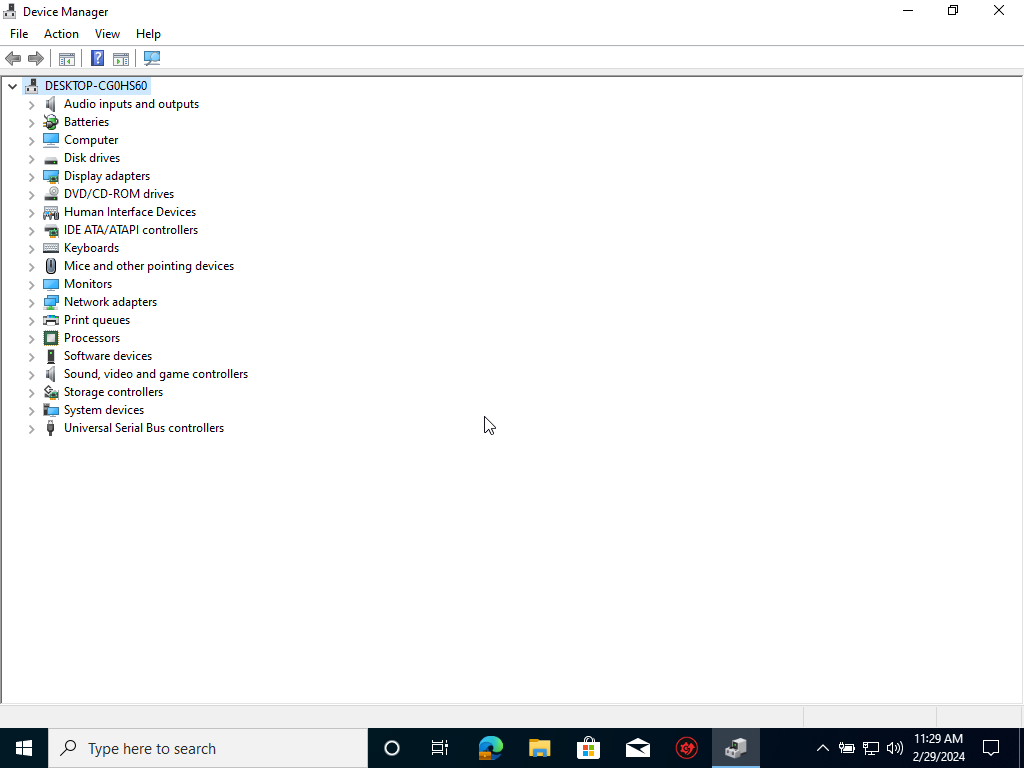 Device Manager
File Action View Help
DESKTOP-CG0HS60
Audio inputs and outputs
Batteries
Computer
Disk drives
Display adapters
DVD/CD-ROM drives
Human Interface Devices
IDE ATA/ATAPI controllers
Keyboards
Mice and other pointing devices
Monitors
Network adapters
Print queues
Processors
Software devices
Sound, video and game controllers
Storage controllers
System devices
Universal Serial Bus controllers
Type here to search
11:29 AM
2/29/2024